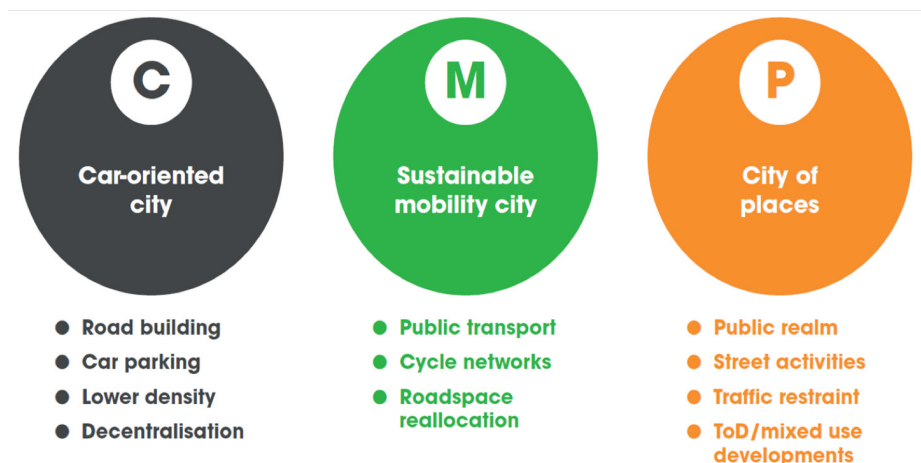 C
Car-oriented
city
● Road building
● Car parking
● Lower density
● Decentralisation
M
Sustainable
mobility city
● Public transport
● Cycle networks
● Roadspace
reallocation
P
City of
places
● Public realm
● Street activities
● Traffic restraint
● ToD/mixed use
developments